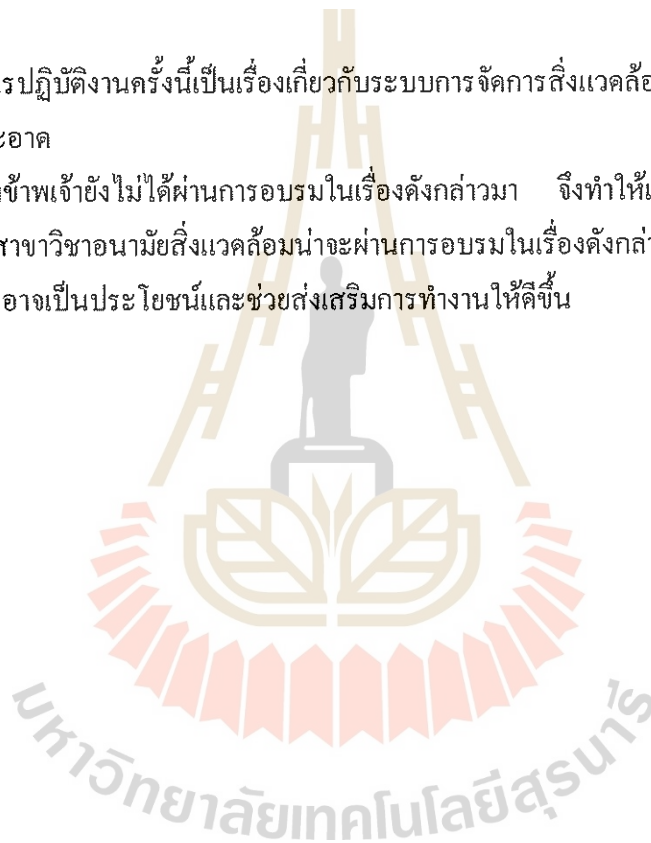 รปฏิบัติงานครั้งนี้เป็นเรื่องเกี่ยวกับระบบการจัดการสิ่งแวดล้อ
ะอาด
ข้าพเจ้ายังไม่ได้ผ่านการอบรมในเรื่องดังกล่าวมา จึงทำให้เ
สาขาวิชาอนามัยสิ่งแวดล้อมน่าจะผ่านการอบรมในเรื่องดังกล่า
อาจเป็นประโยชน์และช่วยส่งเสริมการทำงานให้ดีขึ้น
มหาวิทยาลัยเทคโนโลยีสุรนารี